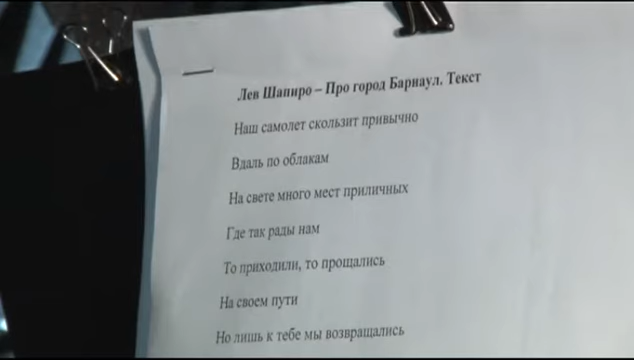 Лев Шапиро – Про город Барнаул. Текст
Наш самолет скользит привычно
Вдаль по облакам
На свете много мест приличных
Где так рады нам
То приходили, то прощались
На своем пути
Но лишь к тебе мы возвращались